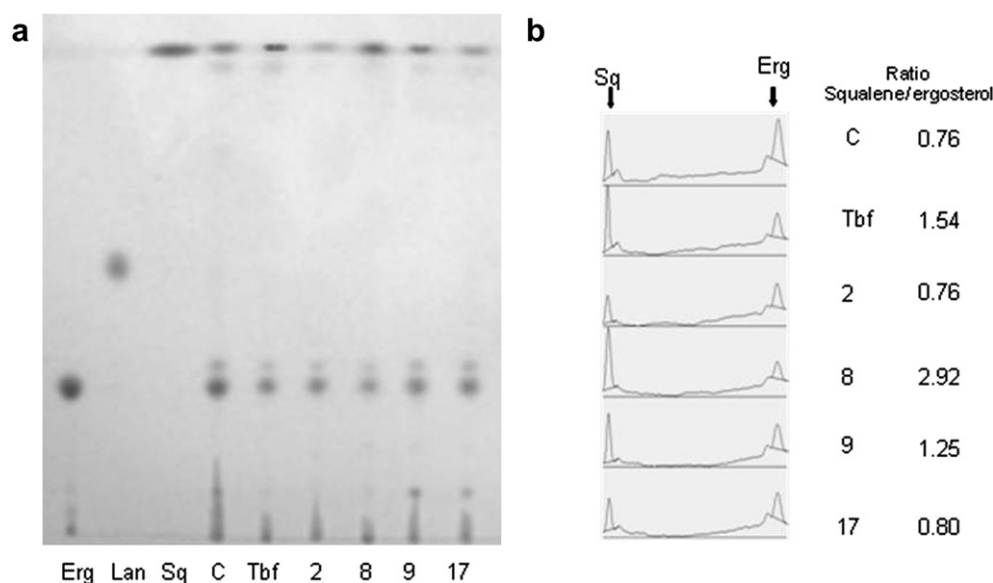 a
Erg Lan Sq C Tbf 2 8 9 17
b
Sq
Erg
Ratio
Squalene/ergosterol
C 0.76
Tbf 1.54
2 0.76
8 2.92
9 1.25
17 0.80